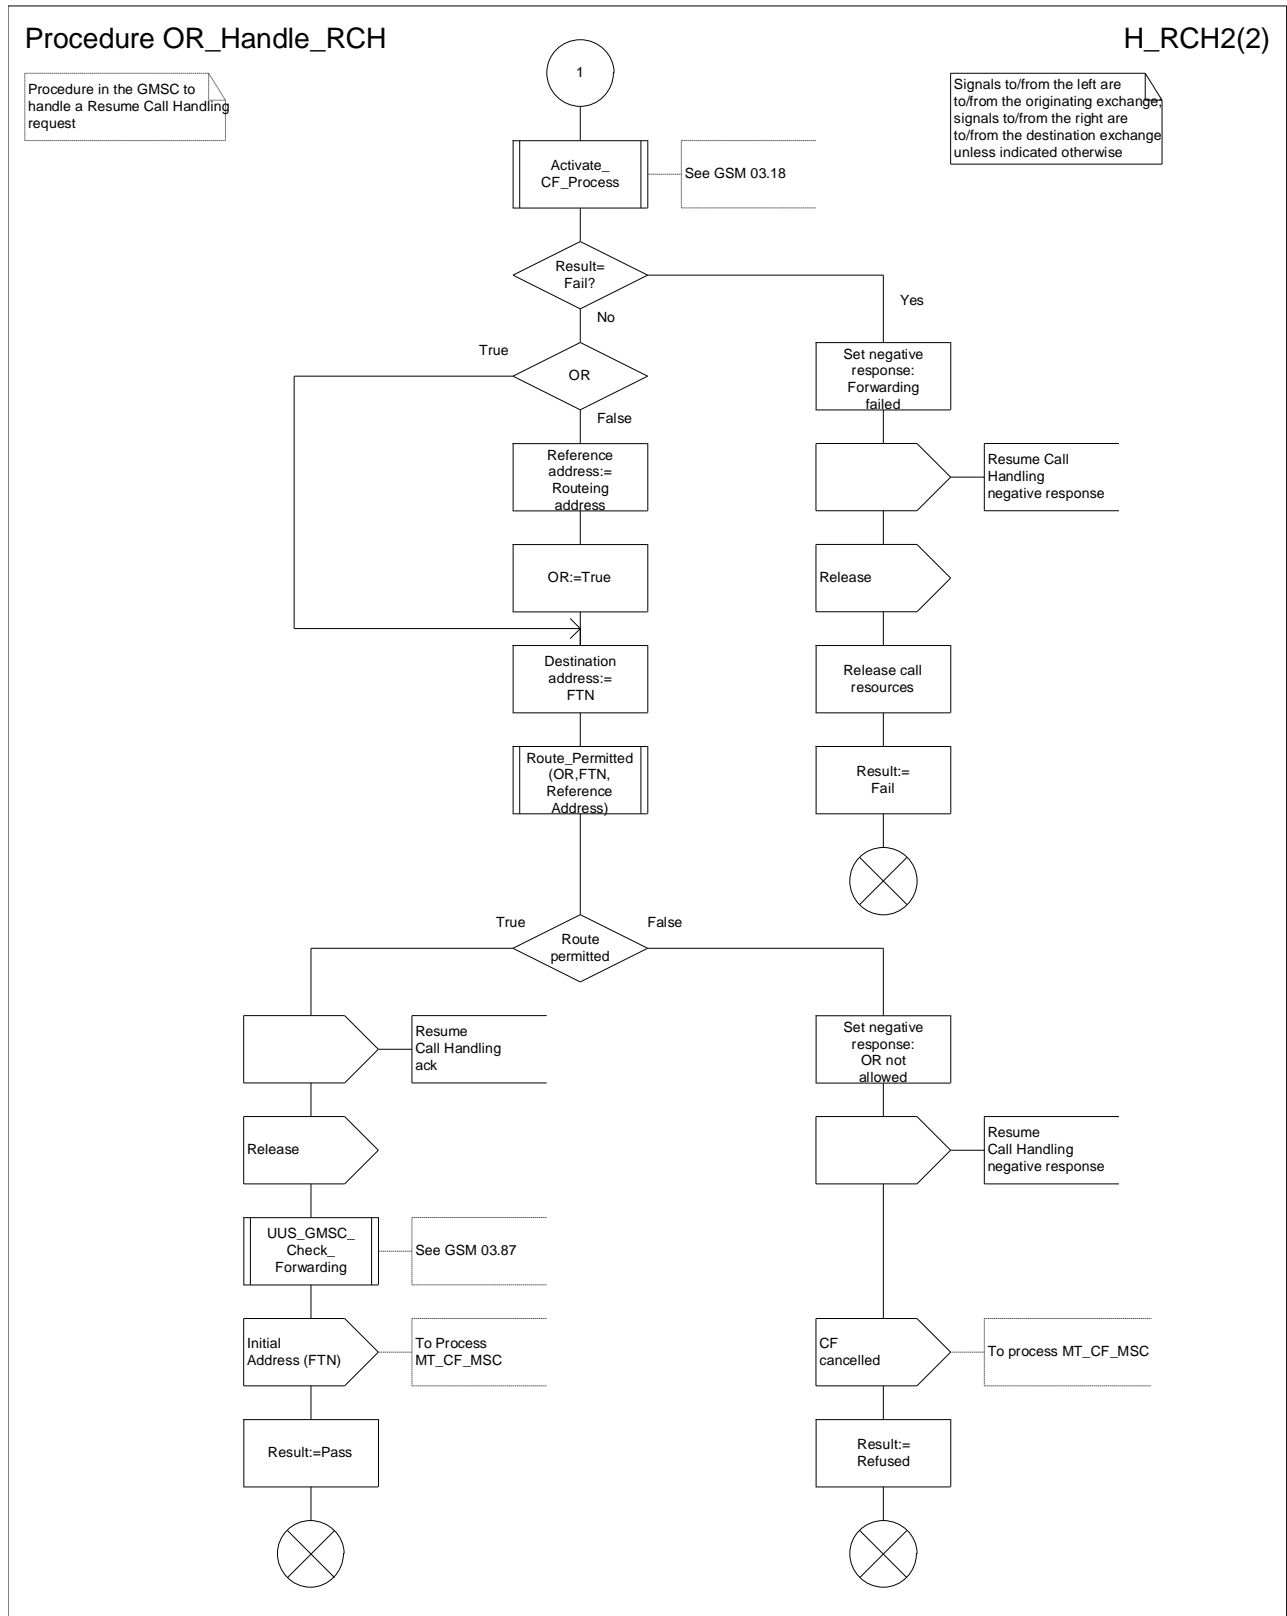 Procedure OR_Handle_RCH
H_RCH2(2)
Procedure in the GMSC to
handle a Resume Call Handling
request
1
Signals to/from the left are
to/from the originating exchange;
signals to/from the right are
to/from the destination exchange
unless indicated otherwise
Activate_
CF_Process
See GSM 03.18
Result=
Fail?
Yes
No
True
OR
False
Set negative
response:
Forwarding
failed
Reference
address:=
Routeing
address
Resume Call
Handling
negative response
OR:=True
Release
Destination
address:=
FTN
Release call
resources
Route_Permitted
(OR,FTN,
Reference
Address)
Result:=
Fail
True
False
Route
permitted
Resume
Call Handling
ack
Set negative
response:
OR not
allowed
Release
Resume
Call Handling
negative response
UUS_GMSC_
Check_
Forwarding
See GSM 03.87
Initial
Address (FTN)
To Process
MT_CF_MSC
CF
cancelled
To process MT_CF_MSC
Result:=Pass
Result:=
Refused